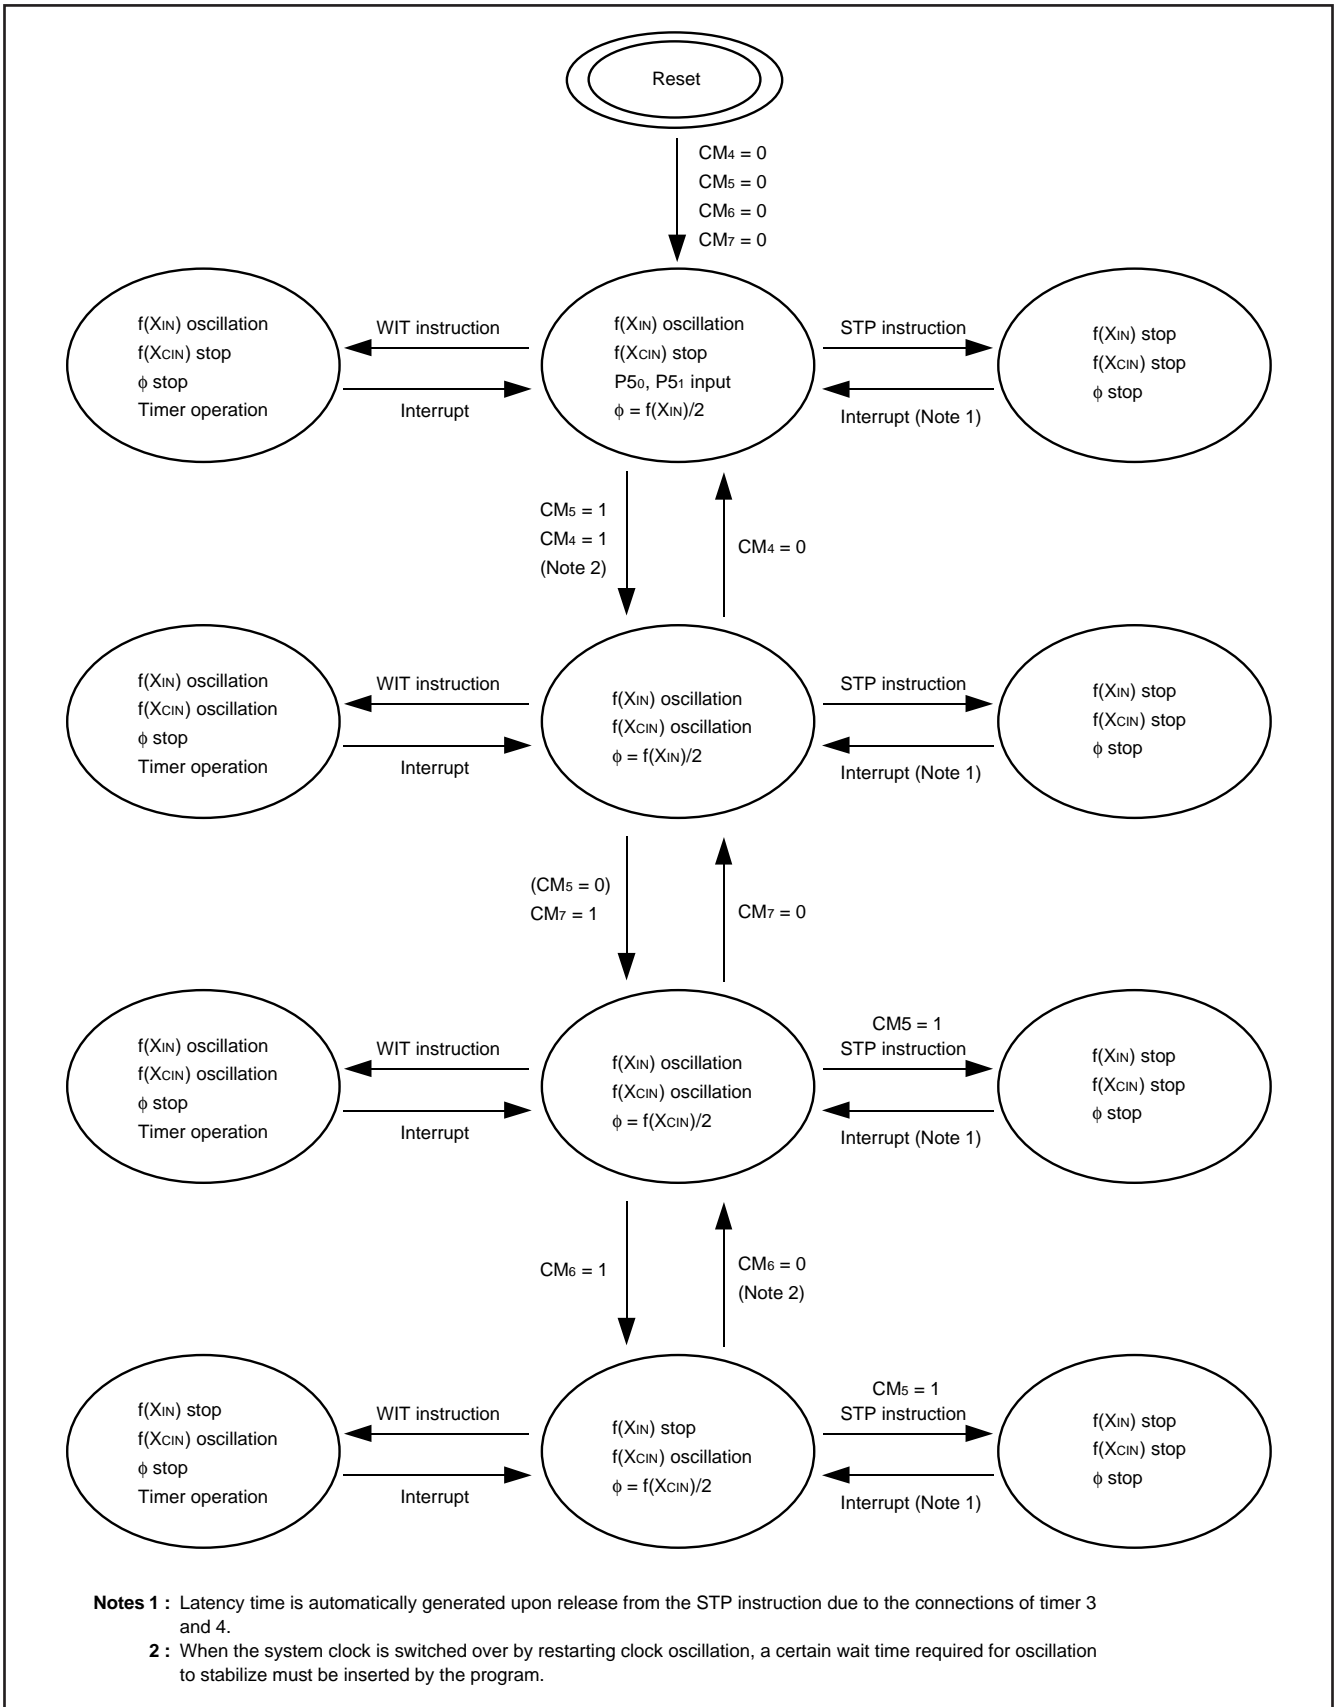 Reset
CM4 = 0
CM5 = 0
CM6 = 0
CM7 = 0
f(XIN) oscillation
f(XCIN) stop
ϕ stop
Timer operation
WIT instruction
Interrupt
f(XIN) oscillation
f(XCIN) stop
P50, P51 input
ϕ = f(XIN)/2
STP instruction
Interrupt (Note 1)
f(XIN) stop
f(XCIN) stop
ϕ stop
CM5 = 1
CM4 = 1
(Note 2)
CM4 = 0
f(XIN) oscillation
f(XCIN) oscillation
ϕ stop
Timer operation
WIT instruction
Interrupt
f(XIN) oscillation
f(XCIN) oscillation
ϕ = f(XIN)/2
STP instruction
Interrupt (Note 1)
f(XIN) stop
f(XCIN) stop
ϕ stop
(CM5 = 0)
CM7 = 1
CM7 = 0
f(XIN) oscillation
f(XCIN) oscillation
ϕ stop
Timer operation
WIT instruction
Interrupt
f(XIN) oscillation
f(XCIN) oscillation
ϕ = f(XCIN)/2
CM5 = 1
STP instruction
Interrupt (Note 1)
f(XIN) stop
f(XCIN) stop
ϕ stop
CM6 = 1
CM6 = 0
(Note 2)
f(XIN) stop
f(XCIN) oscillation
ϕ stop
Timer operation
WIT instruction
Interrupt
f(XIN) stop
f(XCIN) oscillation
ϕ = f(XCIN)/2
CM5 = 1
STP instruction
Interrupt (Note 1)
f(XIN) stop
f(XCIN) stop
ϕ stop
Notes 1 : Latency time is automatically generated upon release from the STP instruction due to the connections of timer 3
and 4.
2 : When the system clock is switched over by restarting clock oscillation, a certain wait time required for oscillation
to stabilize must be inserted by the program.